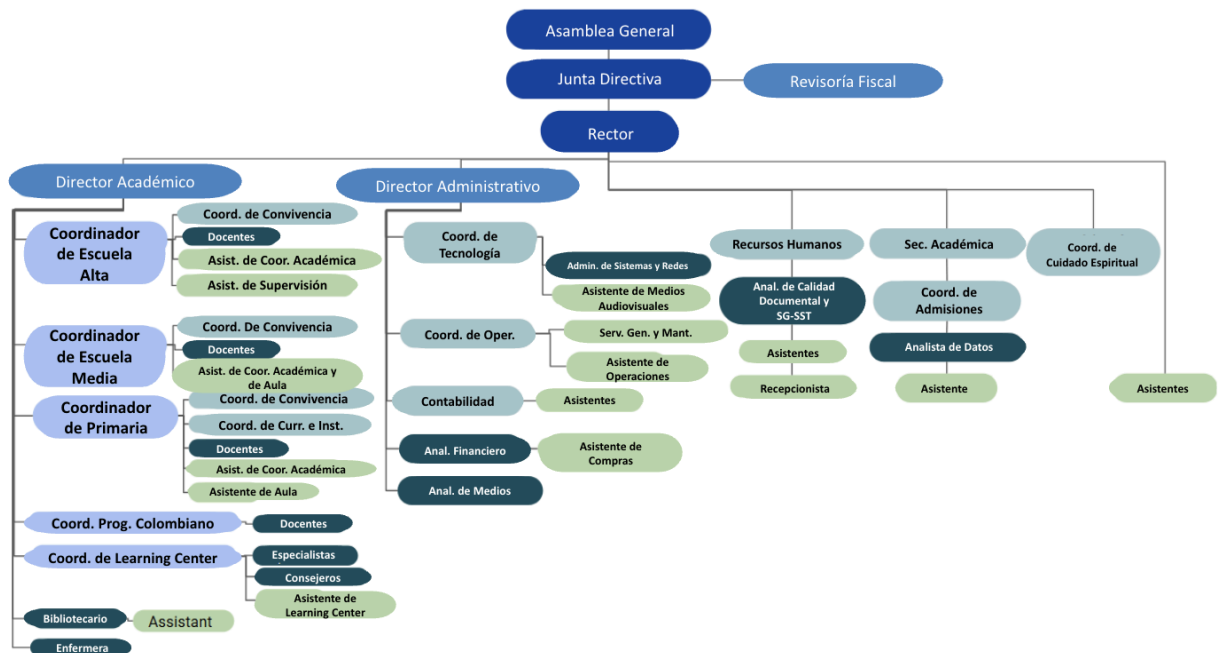 Asamblea General
Junta Directiva
Revisoría Fiscal
Rector
Director Académico
Director Administrativo
Coordinador
de Escuela
Alta
Coord. de Convivencia
Docentes
Asist. de Coor. Académica
Asist. de Supervisión
Coordinador
de Escuela
Media
Coord. De Convivencia
Docentes
Asist. de Coor. Académica y
de Aula
Coordinador
de Primaria
Coord. de Convivencia
Coord. de Curr. e Inst.
Docentes
Asist. de Coor. Académica
Asistente de Aula
Coord. Prog. Colombiano
Docentes
Coord. de Learning Center
Especialistas
Consejeros
Asistente de
Learning Center
Bibliotecario
Assistant
Enfermera
Coord. de
Tecnología
Admin. de Sistemas y Redes
Asistente de Medios
Audiovisuales
Coord. de Oper.
Serv. Gen. y Mant.
Asistente de
Operaciones
Contabilidad
Asistentes
Anal. Financiero
Asistente de
Compras
Anal. de Medios
Recursos Humanos
Anal. de Calidad
Documental y
SG-SST
Asistentes
Recepcionista
Sec. Académica
Coord. de
Admisiones
Analista de Datos
Asistente
Coord. de
Cuidado Espiritual
Asistentes